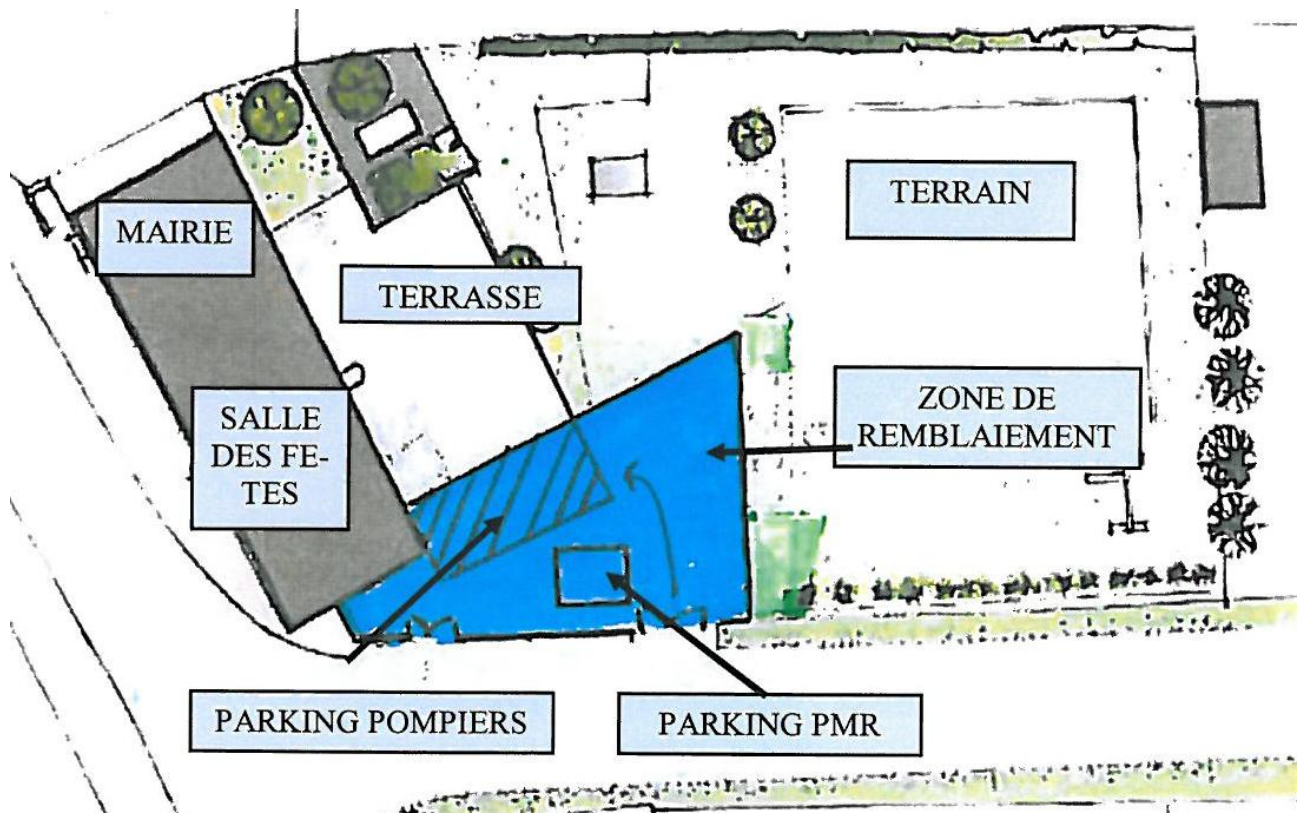 MAIRIE
TERRAIN
TERRASSE
SALLE
DES FE-
TES
ZONE DE
REMBLAIEMENT
PARKING POMPIERS
PARKING PMR